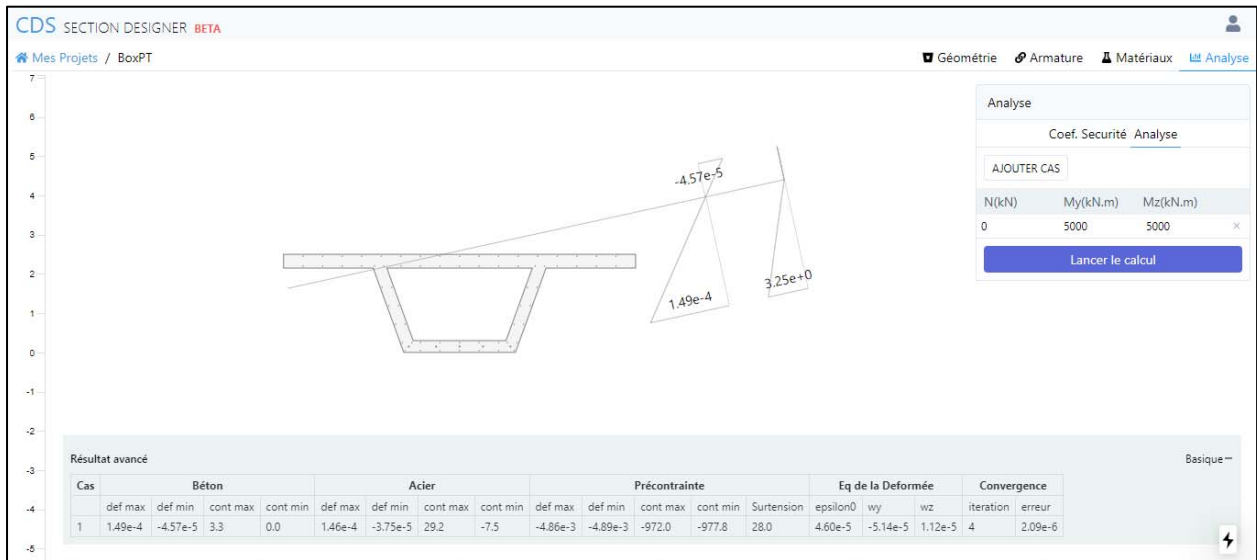 CDS SECTION DESIGNER BETA
Mes Projets / BoxPT
Géométrie Armature Matériaux Analyse
7
6
5
4
3
2
1
0
-1
-2
-3
-4
-5
-4.57e-5
1.49e-4
3.25e+0
Analyse
Coef. Securité Analyse
AJOUTER CAS
N(kN) My(kN.m) Mz(kN.m)
0 5000 5000 ×
Lancer le calcul
Résultat avancé Basique
Cas Béton Acier Précontrainte Eq de la Deformée Convergence
def max def min cont max cont min def max def min cont max cont min def max def min cont max cont min Surtension epsilon0 wy wz iteration erreur
1 1.49e-4 -4.57e-5 3.3 0.0 1.46e-4 -3.75e-5 29.2 -7.5 -4.86e-3 -4.89e-3 -972.0 -977.8 28.0 4.60e-5 -5.14e-5 1.12e-5 4 2.09e-6